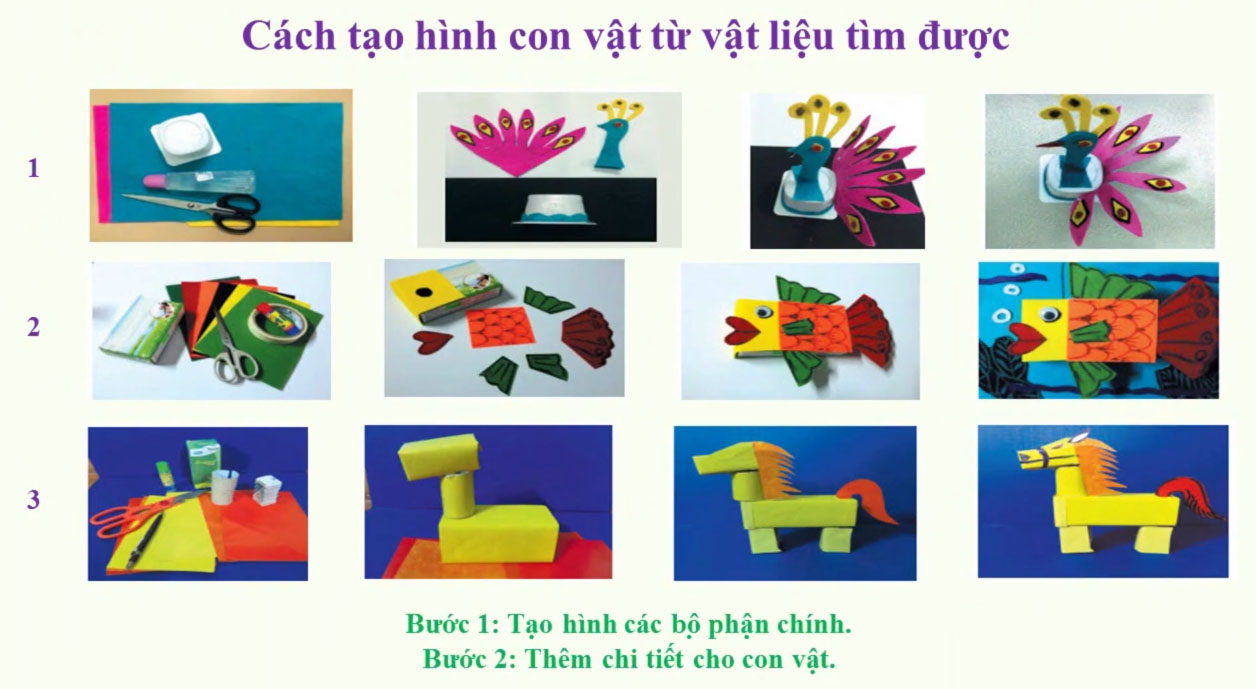 Cách tạo hình con vật từ vật liệu tìm được
1
2
3
Bước 1: Tạo hình các bộ phận chính.
Bước 2: Thêm chi tiết cho con vật.